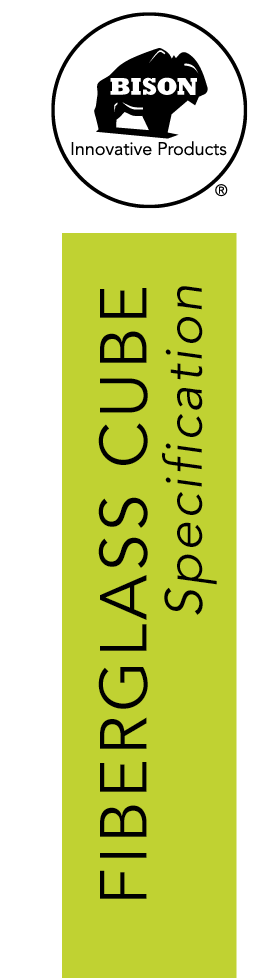 BISON
Innovative Products
®
FIBERGLASS CUBE
Specification